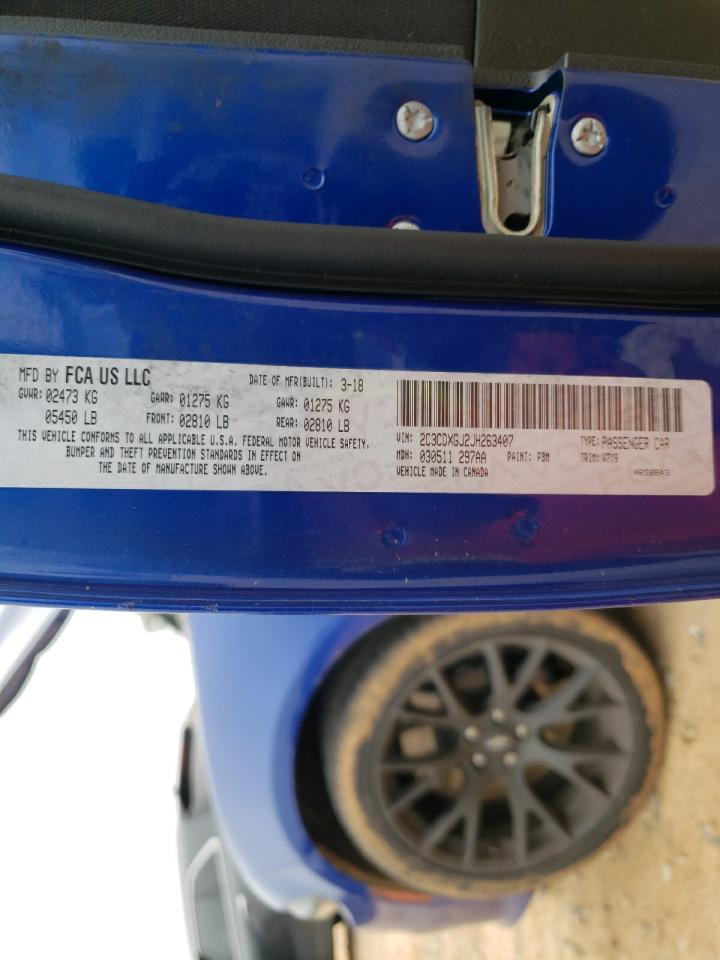 MFD BY FCA US LLC DATE OF MFR(BUILT): 3-18
GVWR: 02473 KG GAWR: 01275 KG GAWR: 01275 KG
05450 LB FRONT: 02810 LB REAR: 02810 LB
THIS VEHICLE CONFORMS TO ALL APPLICABLE U.S.A. FEDERAL MOTOR VEHICLE SAFETY,
BUMPER AND THEFT PREVENTION STANDARDS IN EFFECT ON
THE DATE OF MANUFACTURE SHOWN ABOVE.
VIN: 2C3CDXGJ2JH263407 TYPE: PASSENGER CAR
MDH: 030511 297AA PAINT: PBM TRIM: W7X9
VEHICLE MADE IN CANADA 4658843